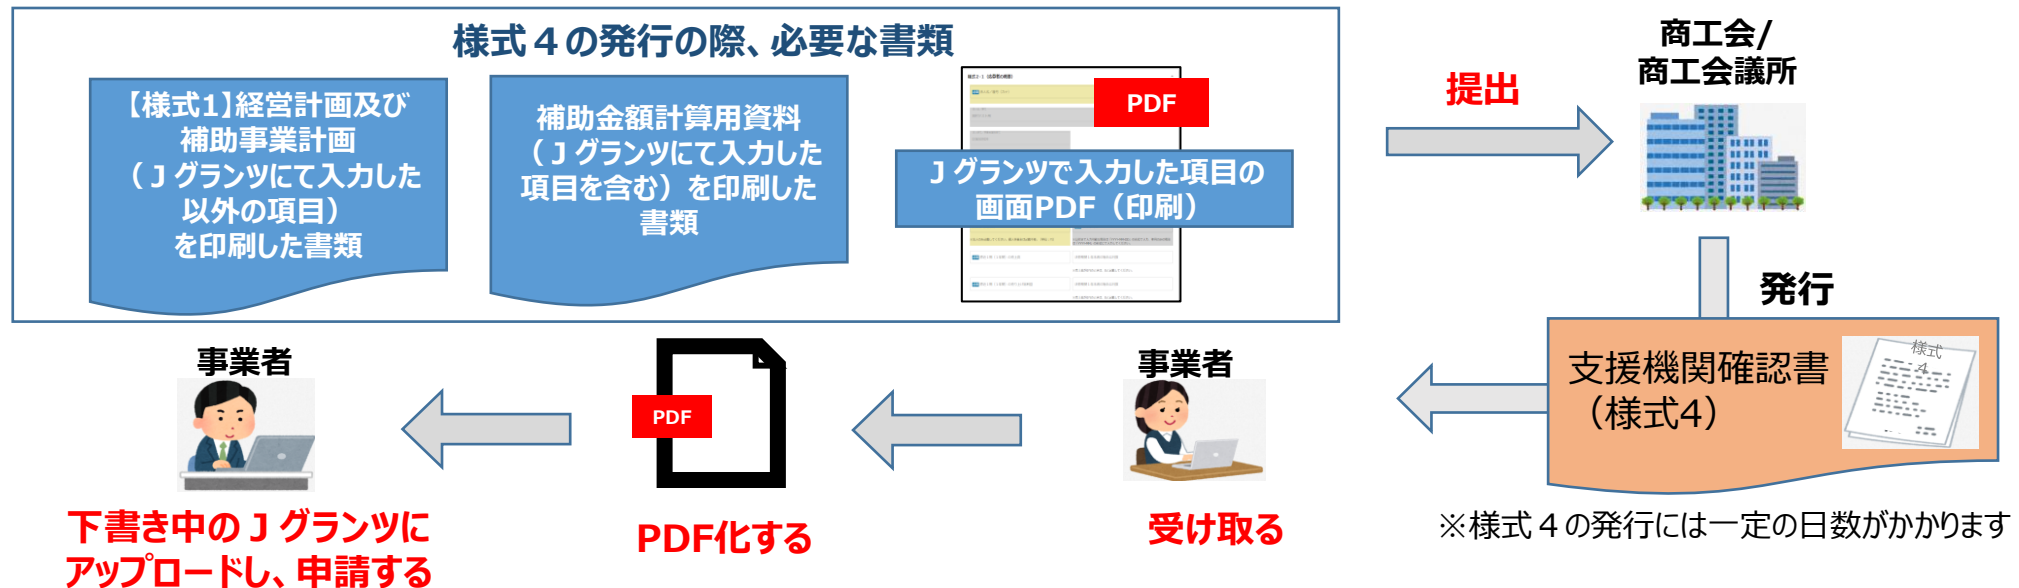 様式４の発行の際、必要な書類
【様式1】経営計画及び
補助事業計画
（Ｊグランツにて入力した
以外の項目）
を印刷した書類
補助金額計算用資料
（Ｊグランツにて入力した
項目を含む）を印刷した
書類
PDF
Ｊグランツで入力した項目の
画面PDF（印刷）
提出
商工会/
商工会議所
発行
支援機関確認書
（様式4）
様式
4
※様式４の発行には一定の日数がかかります
事業者
受け取る
PDF
PDF化する
事業者
下書き中のＪグランツに
アップロードし、申請する